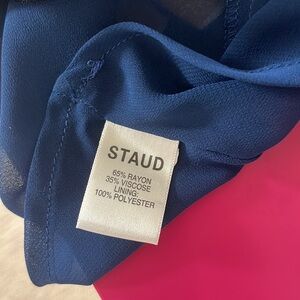 STAUD
65% RAYON
35% VISCOSE
LINING:
100% POLYESTER